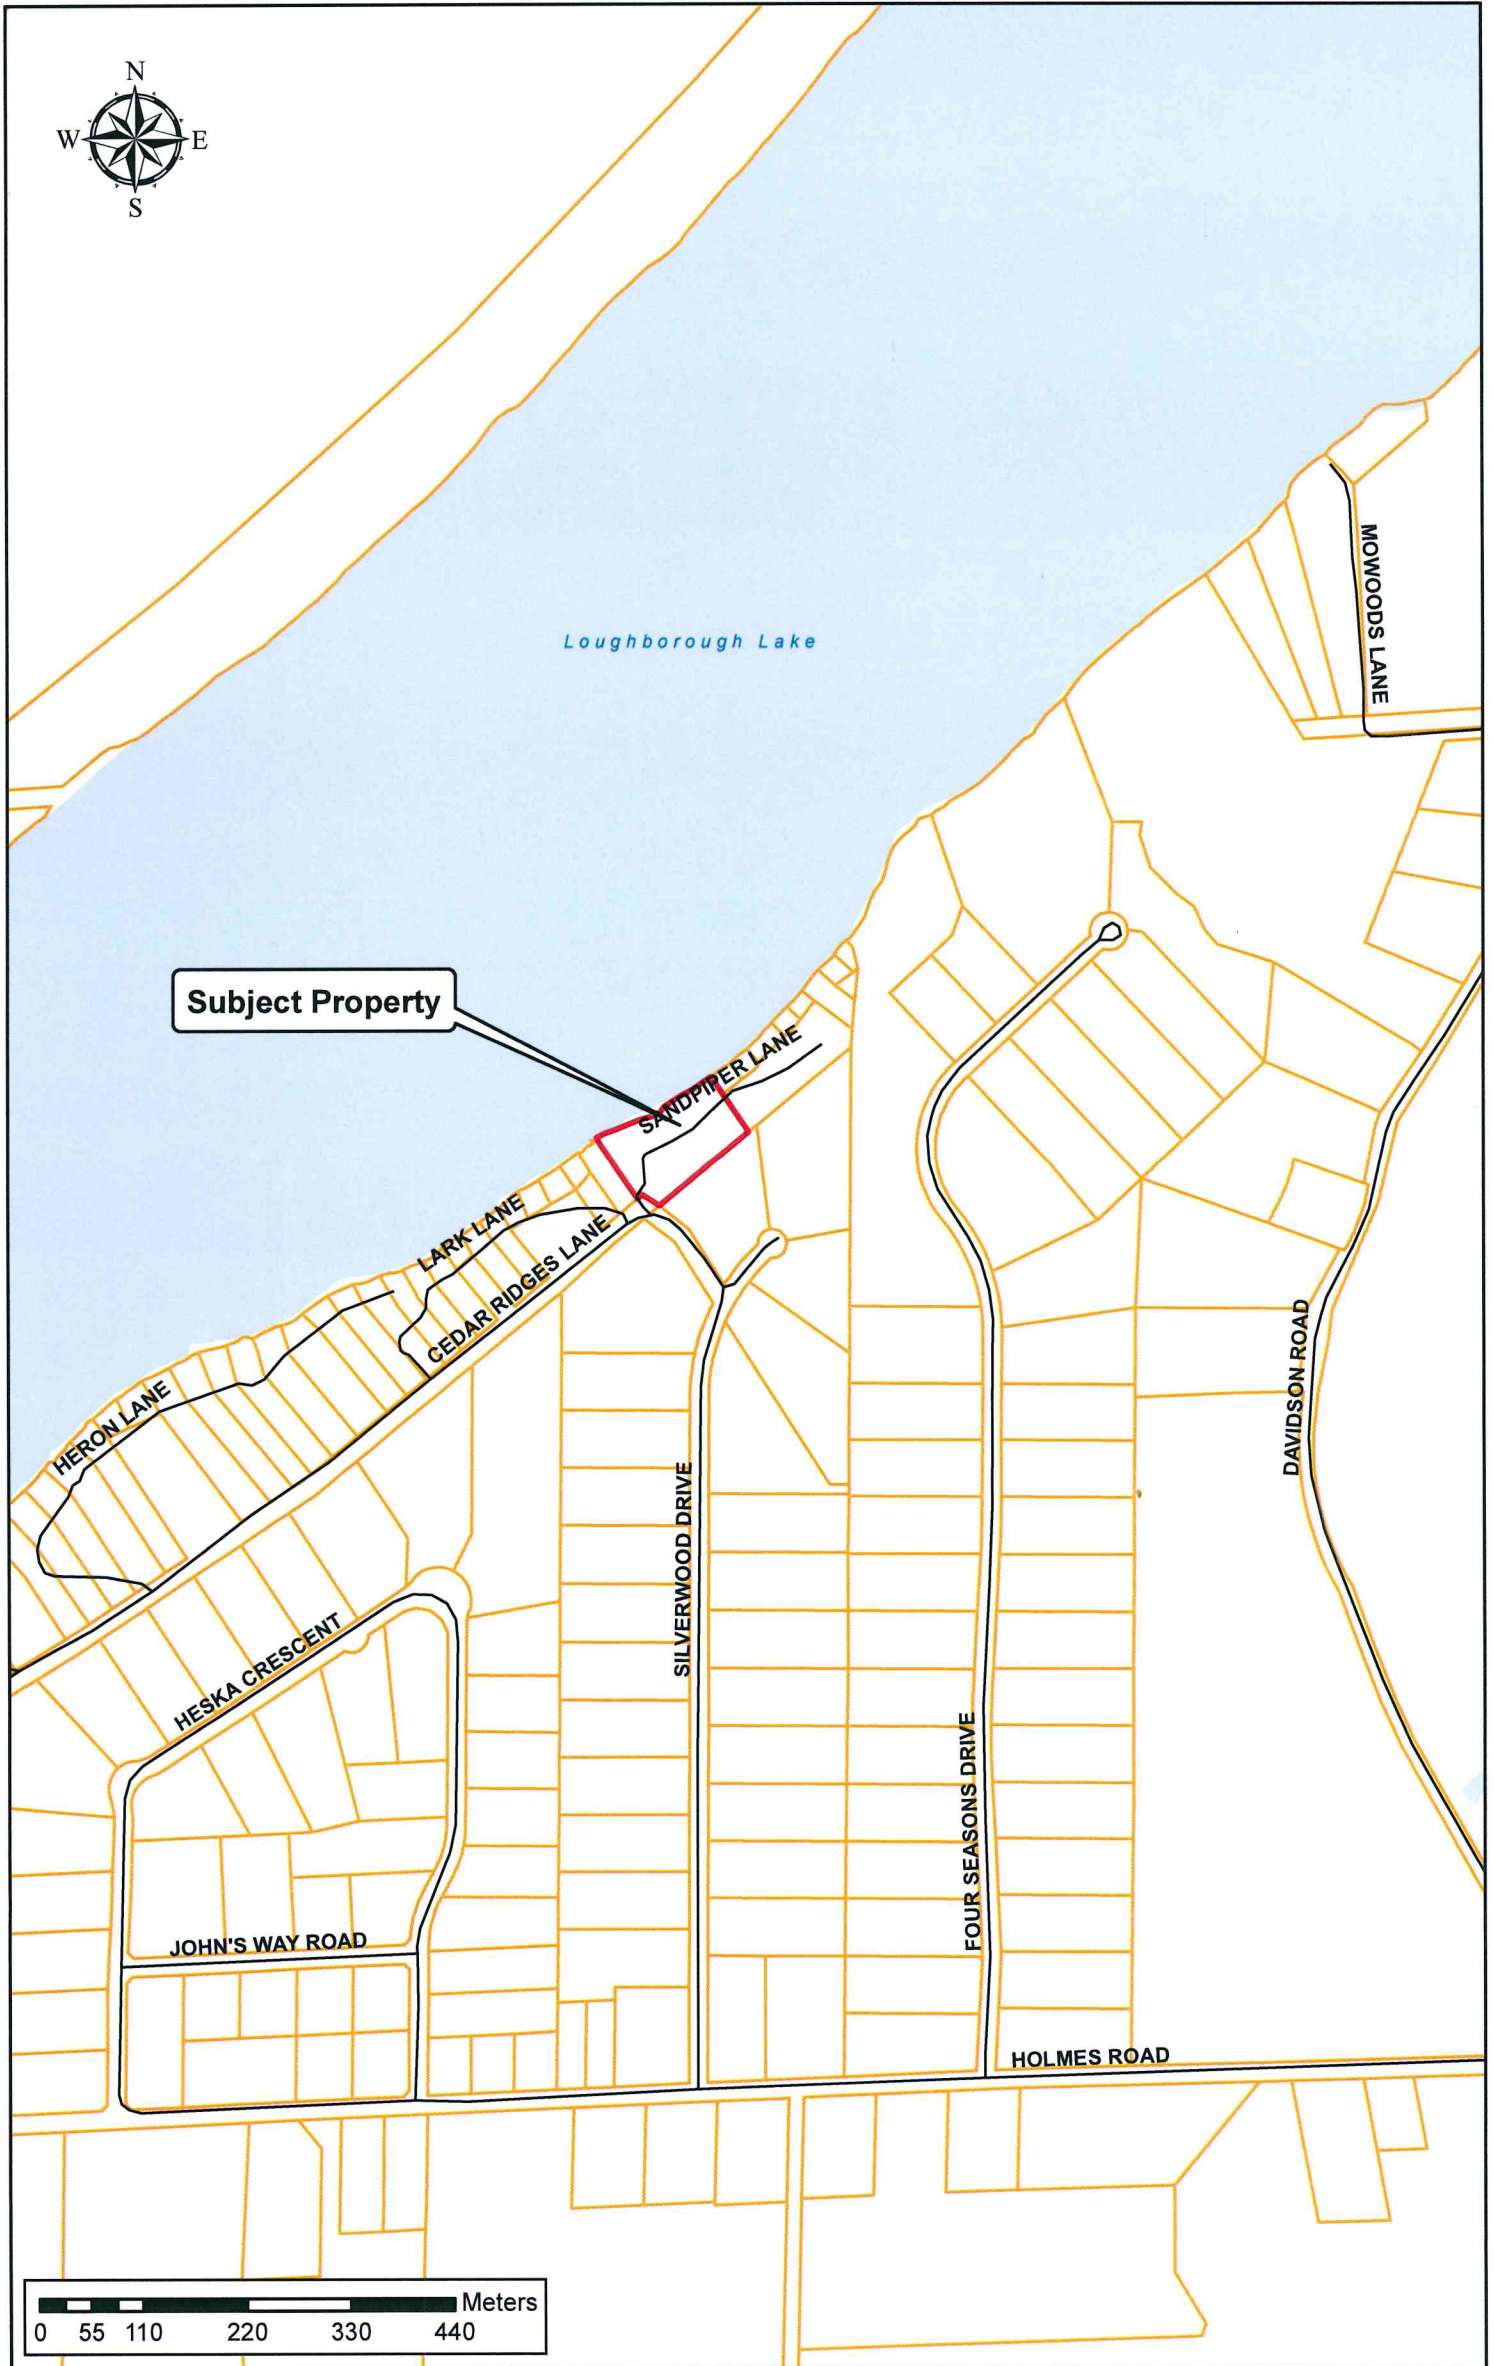 N
W E
S
MOWOODS LANE
Loughborough Lake
Subject Property
SANDPIPER LANE
LARK LANE
CEDAR RIDGES LANE
HERON LANE
DAVIDSON ROAD
SILVERWOOD DRIVE
HESKA CRESCENT
FOUR SEASONS DRIVE
JOHN'S WAY ROAD
HOLMES ROAD
Meters
0 55 110 220 330 440